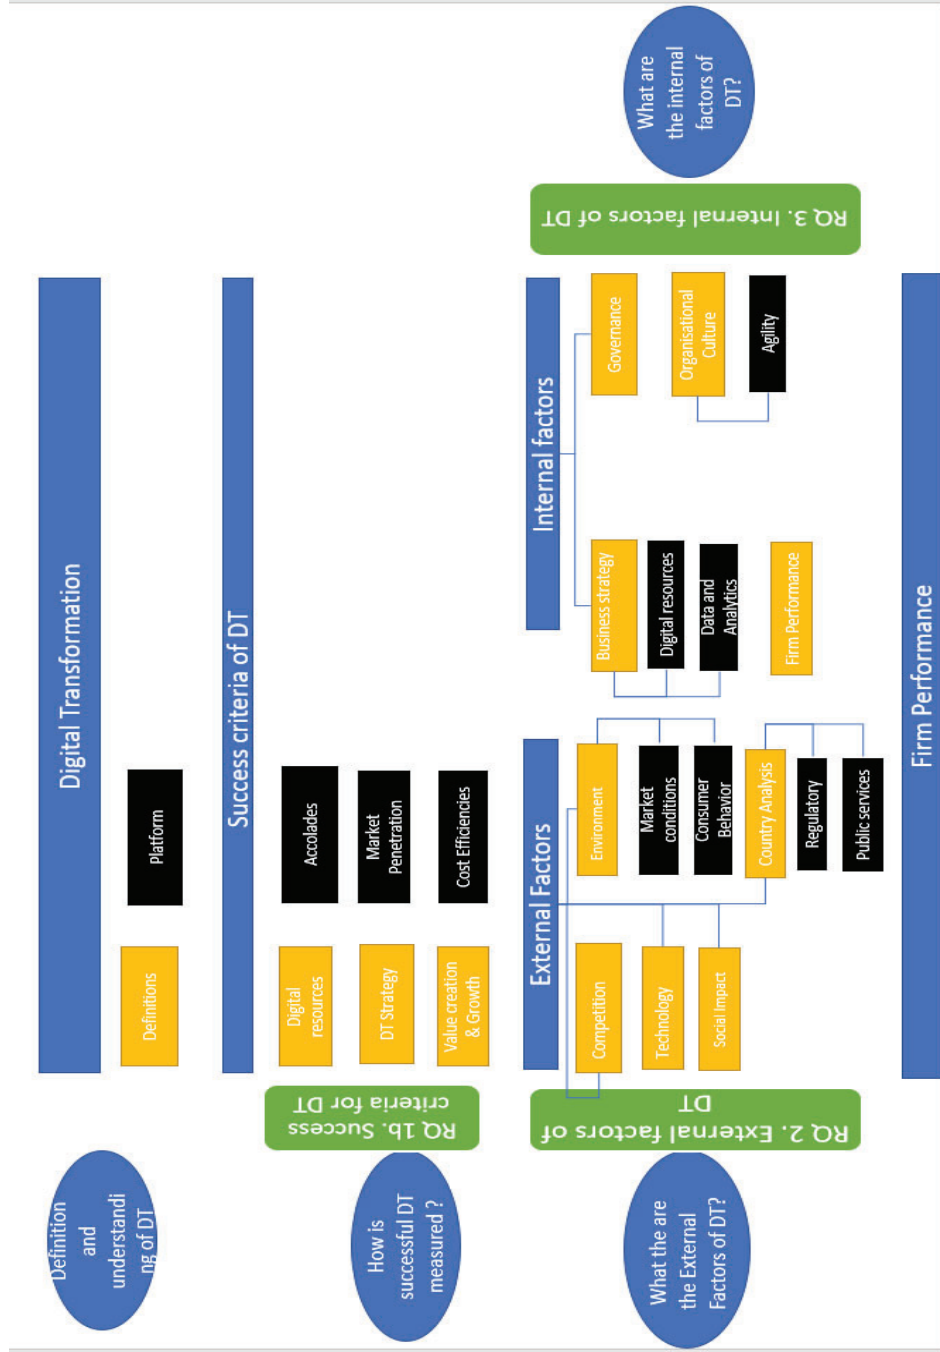 Definition
and
understandi
ng of DT
Digital Transformation
Definitions
Platform
How is
successful DT
measured ?
RQ 1b. Success
criteria for DT
Success criteria of DT
Digital
resources
Accolades
DT Strategy
Market
Penetration
Value creation
& Growth
Cost Efficiencies
What the are
the External
Factors of DT?
RQ 2. External factors of
DT
External Factors
Competition
Environment
Technology
Market
conditions
Social Impact
Consumer
Behavior
Country Analysis
Regulatory
Public services
Internal factors
Business strategy
Governance
Digital resources
Organisational
Culture
Data and
Analytics
Agility
Firm Performance
RQ 3. Internal factors of DT
What are
the internal
factors of
DT?
Firm Performance